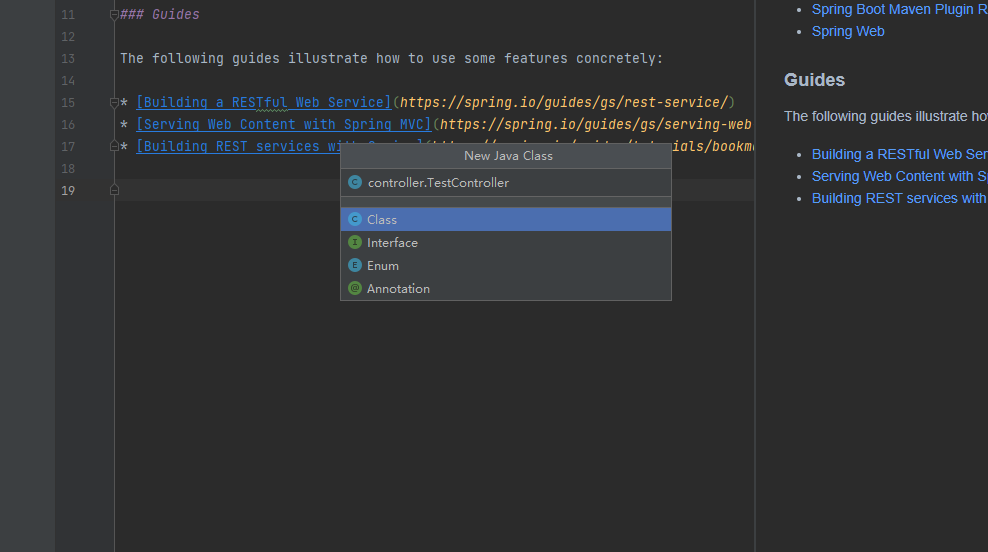 11 ### Guides
12
13 The following guides illustrate how to use some features concretely:
14
15 * [Building a RESTful Web Service](https://spring.io/guides/gs/rest-service/)
16 * [Serving Web Content with Spring MVC](https://spring.io/guides/gs/serving-web
17 * [Building REST services
18
19
New Java Class
C controller.TestController
C Class
I Interface
E Enum
@ Annotation
Spring Boot Maven Plugin R
Spring Web
Guides
The following guides illustrate ho
Building a RESTful Web Ser
Serving Web Content with S
Building REST services with